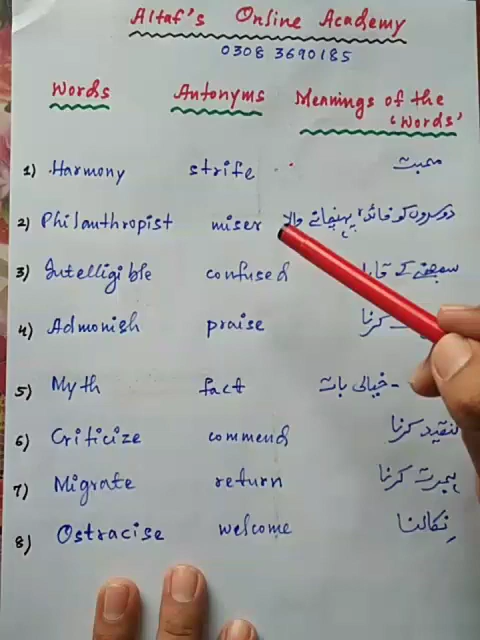 Altaf's Online Academy
0308 3690185
Words Antonyms Meanings of the 'Words'
1) Harmony strife محبت
2) Philanthropist miser دوسروں کو فائدہ پہنچانے والا
3) Intelligible confused سمجھنے کے
4) Admonish praise کرنا
5) Myth fact خیالی بات
6) Criticize commend تنقید کرنا
7) Migrate return ہجرت کرنا
8) Ostracise welcome نِکالنا